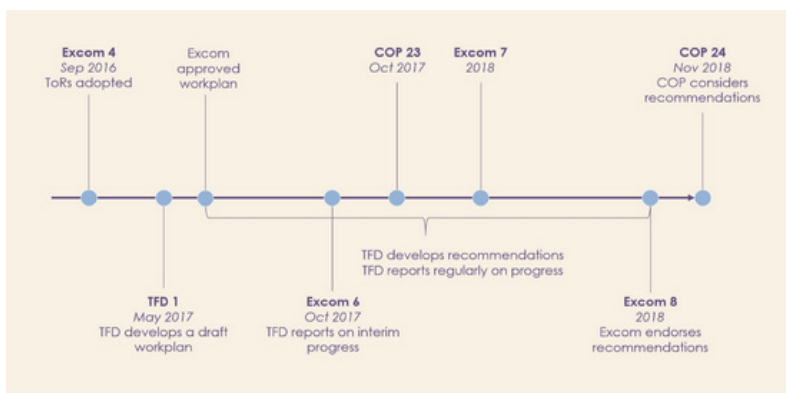 Excom 4
Sep 2016
ToRs adopted
Excom
approved
workplan
COP 23
Oct 2017
Excom 7
2018
COP 24
Nov 2018
COP considers
recommendations
TFD develops recommendations
TFD reports regularly on progress
TFD 1
May 2017
TFD develops a draft
workplan
Excom 6
Oct 2017
TFD reports on interim
progress
Excom 8
2018
Excom endorses
recommendations